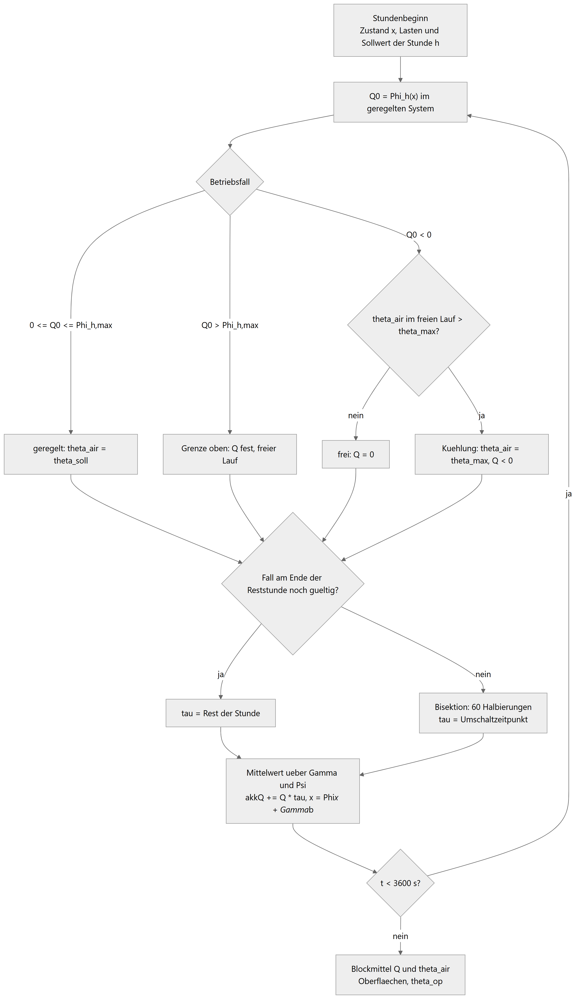 Stundenbeginn
Zustand x, Lasten und
Sollwert der Stunde h
Q0 = Phi_h(x) im
geregelten System
Betriebsfall
Q0 < 0
0 <= Q0 <= Phi_h,max
Q0 > Phi_h,max
theta_air im freien Lauf >
theta_max?
nein
ja
geregelt: theta_air =
theta_soll
Grenze oben: Q fest, freier
Lauf
frei: Q = 0
Kuehlung: theta_air =
theta_max, Q < 0
ja
Fall am Ende der
Reststunde noch gueltig?
ja
nein
tau = Rest der Stunde
Bisektion: 60 Halbierungen
tau = Umschaltzeitpunkt
Mittelwert ueber Gamma
und Psi
akkQ += Q * tau, x = Phix
+ Gammab
t < 3600 s?
nein
Blockmittel Q und theta_air
Oberflaechen, theta_op